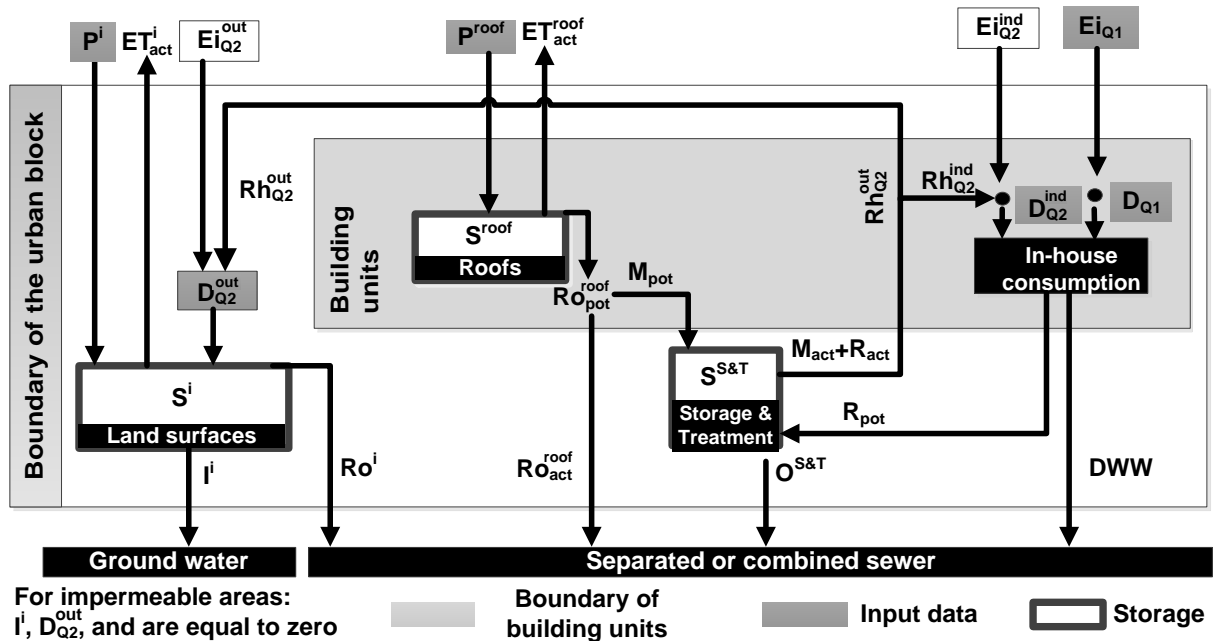 P^i
ET^i_act
Ei^out_Q2
P^roof
ET^roof_act
Ei^ind_Q2
Ei_Q1
Boundary of the urban block
Building
units
Rh^out_Q2
Rh^out_Q2
Rh^ind_Q2
D^ind_Q2
D_Q1
S^roof
Roofs
In-house
consumption
D^out_Q2
Ro^roof_pot
M_pot
S^i
Land surfaces
S^S&T
Storage &
Treatment
M_act+R_act
R_pot
I^i
Ro^i
Ro^roof_act
O^S&T
DWW
Ground water
Separated or combined sewer
For impermeable areas:
I^i, D^out_Q2, and are equal to zero
Boundary of
building units
Input data
Storage